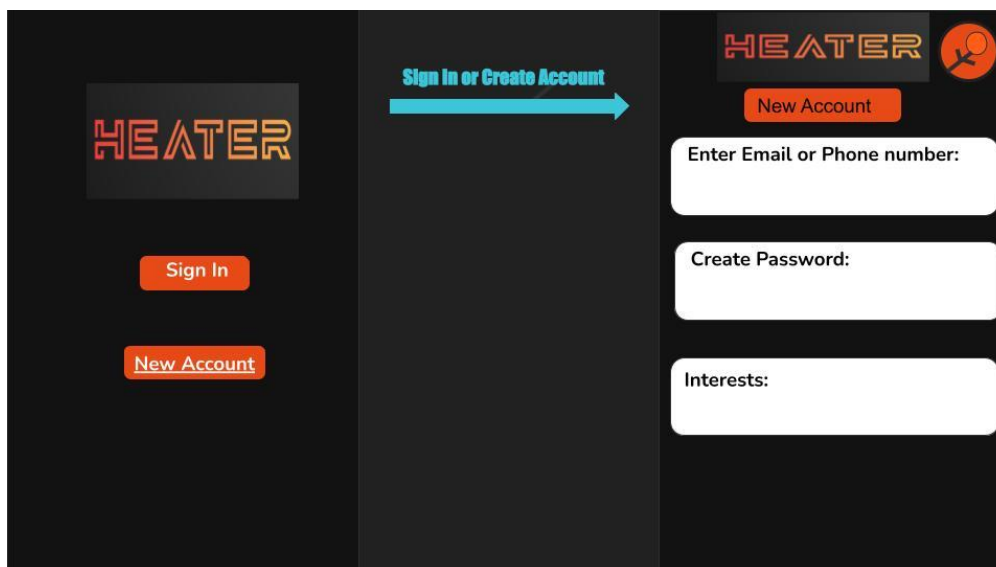 HEATER
Sign In
New Account
Sign In or Create Account
HEATER
New Account
Enter Email or Phone number:
Create Password:
Interests: